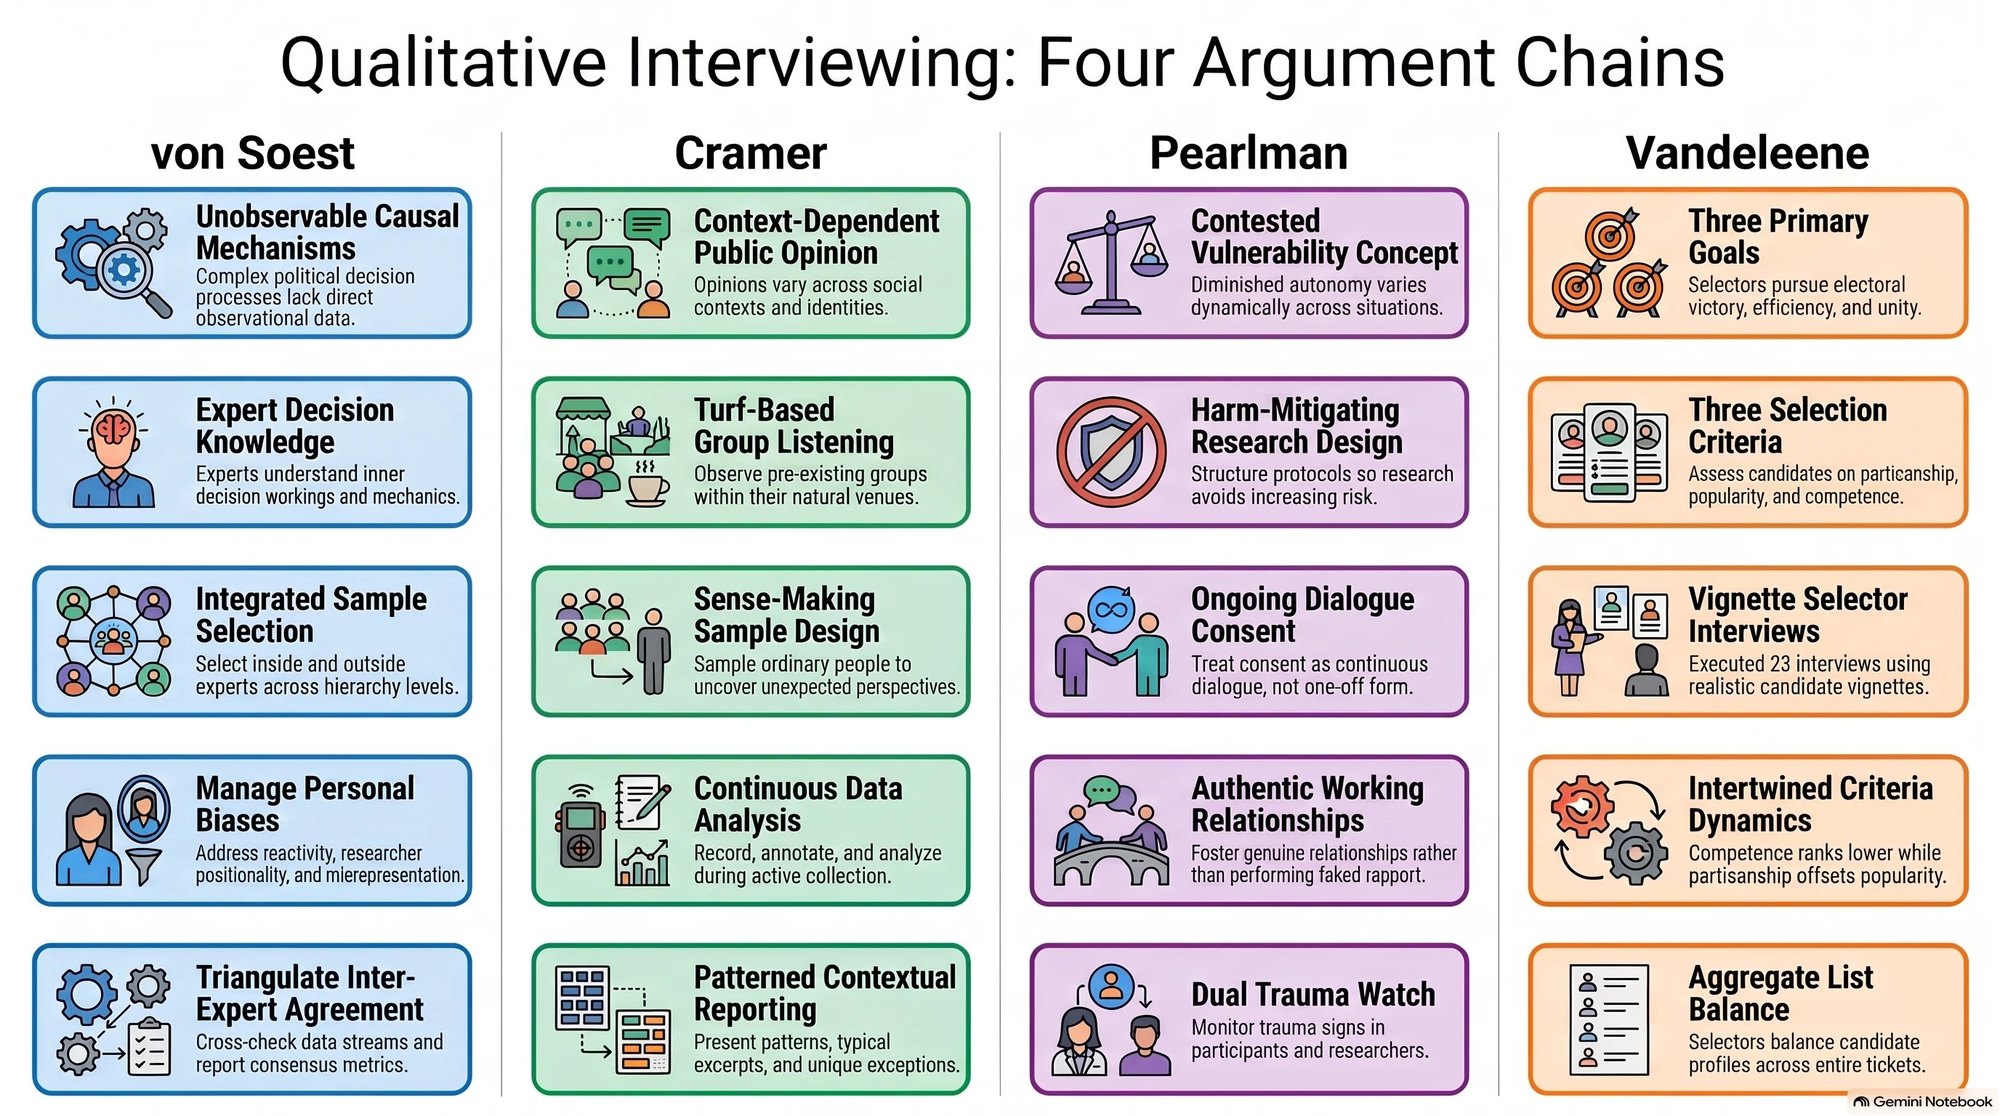 Qualitative Interviewing: Four Argument Chains
von Soest
Unobservable Causal
Mechanisms
Complex political decision
processes lack direct
observational data.
Expert Decision
Knowledge
Experts understand inner
decision workings and mechanics.
Integrated Sample
Selection
Select inside and outside
experts across hierarchy levels.
Manage Personal
Biases
Address reactivity, researcher
positionality, and mierepresentation.
Triangulate Inter-
Expert Agreement
Cross-check data streams and
report consensus metrics.
Cramer
Context-Dependent
Public Opinion
Opinions vary across social
contexts and identities.
Turf-Based
Group Listening
Observe pre-existing groups
within their natural venues.
Sense-Making
Sample Design
Sample ordinary people to
uncover unexpected perspectives.
Continuous Data
Analysis
Record, annotate, and analyze
during active collection.
Patterned Contextual
Reporting
Present patterns, typical
excerpts, and unique exceptions.
Pearlman
Contested
Vulnerability Concept
Diminished autonomy varies
dynamically across situations.
Harm-Mitigating
Research Design
Structure protocols so research
avoids increasing risk.
Ongoing Dialogue
Consent
Treat consent as continuous
dialogue, not one-off form.
Authentic Working
Relationships
Foster genuine relationships rather
than performing faked rapport.
Dual Trauma Watch
Monitor trauma signs in
participants and researchers.
Vandeleene
Three Primary
Goals
Selectors pursue electoral
victory, efficiency, and unity.
Three Selection
Criteria
Assess candidates on particanship,
popularity, and competence.
Vignette Selector
Interviews
Executed 23 interviews using
realistic candidate vignettes.
Intertwined Criteria
Dynamics
Competence ranks lower while
partisanship offsets popularity.
Aggregate List
Balance
Selectors balance candidate
profiles across entire tickets.
Gemini Notebook